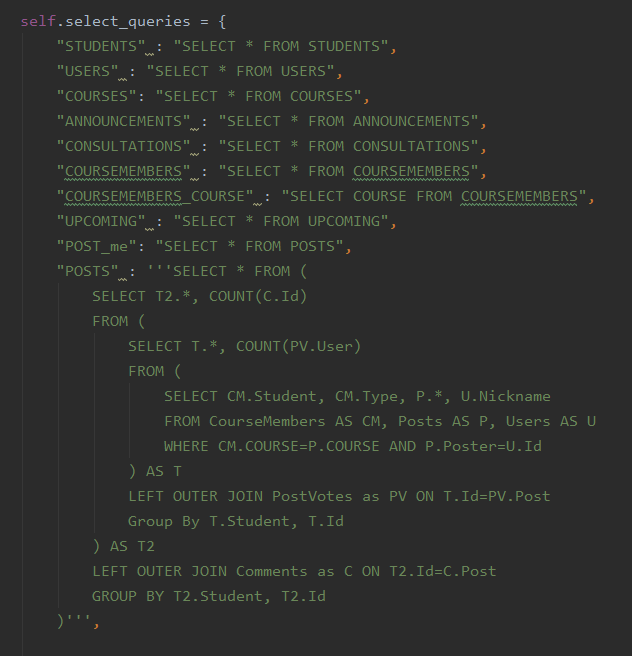 self.select_queries = {
"STUDENTS" : "SELECT * FROM STUDENTS",
"USERS" : "SELECT * FROM USERS",
"COURSES": "SELECT * FROM COURSES",
"ANNOUNCEMENTS" : "SELECT * FROM ANNOUNCEMENTS",
"CONSULTATIONS" : "SELECT * FROM CONSULTATIONS",
"COURSEMEMBERS" : "SELECT * FROM COURSEMEMBERS",
"COURSEMEMBERS_COURSE" : "SELECT COURSE FROM COURSEMEMBERS",
"UPCOMING" : "SELECT * FROM UPCOMING",
"POST_me": "SELECT * FROM POSTS",
"POSTS" : '''SELECT * FROM (
SELECT T2.*, COUNT(C.Id)
FROM (
SELECT T.*, COUNT(PV.User)
FROM (
SELECT CM.Student, CM.Type, P.*, U.Nickname
FROM CourseMembers AS CM, Posts AS P, Users AS U
WHERE CM.COURSE=P.COURSE AND P.Poster=U.Id
) AS T
LEFT OUTER JOIN PostVotes as PV ON T.Id=PV.Post
Group By T.Student, T.Id
) AS T2
LEFT OUTER JOIN Comments as C ON T2.Id=C.Post
GROUP BY T2.Student, T2.Id
)''',